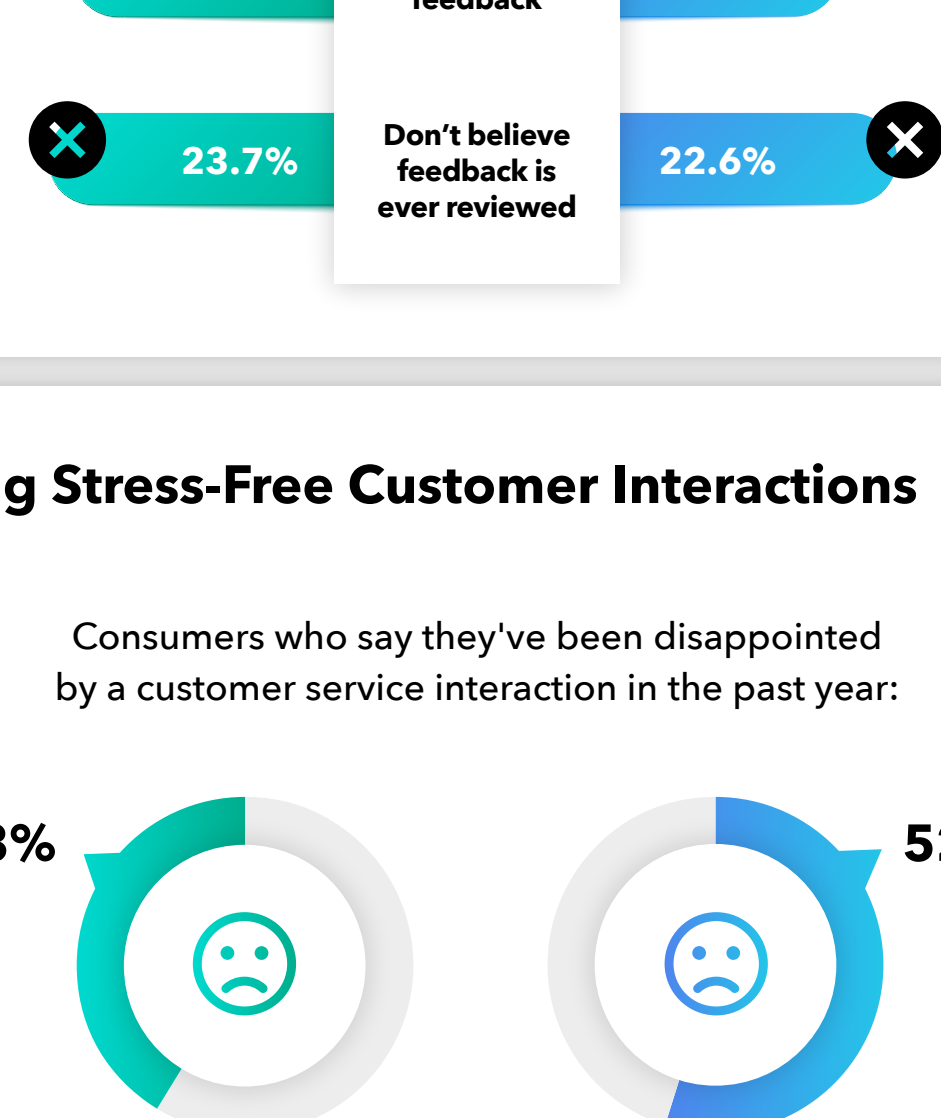 feedback
23.7%
Don't believe
feedback is
ever reviewed
22.6%
Stress-Free Customer Interactions
Consumers who say they've been disappointed
by a customer service interaction in the past year: